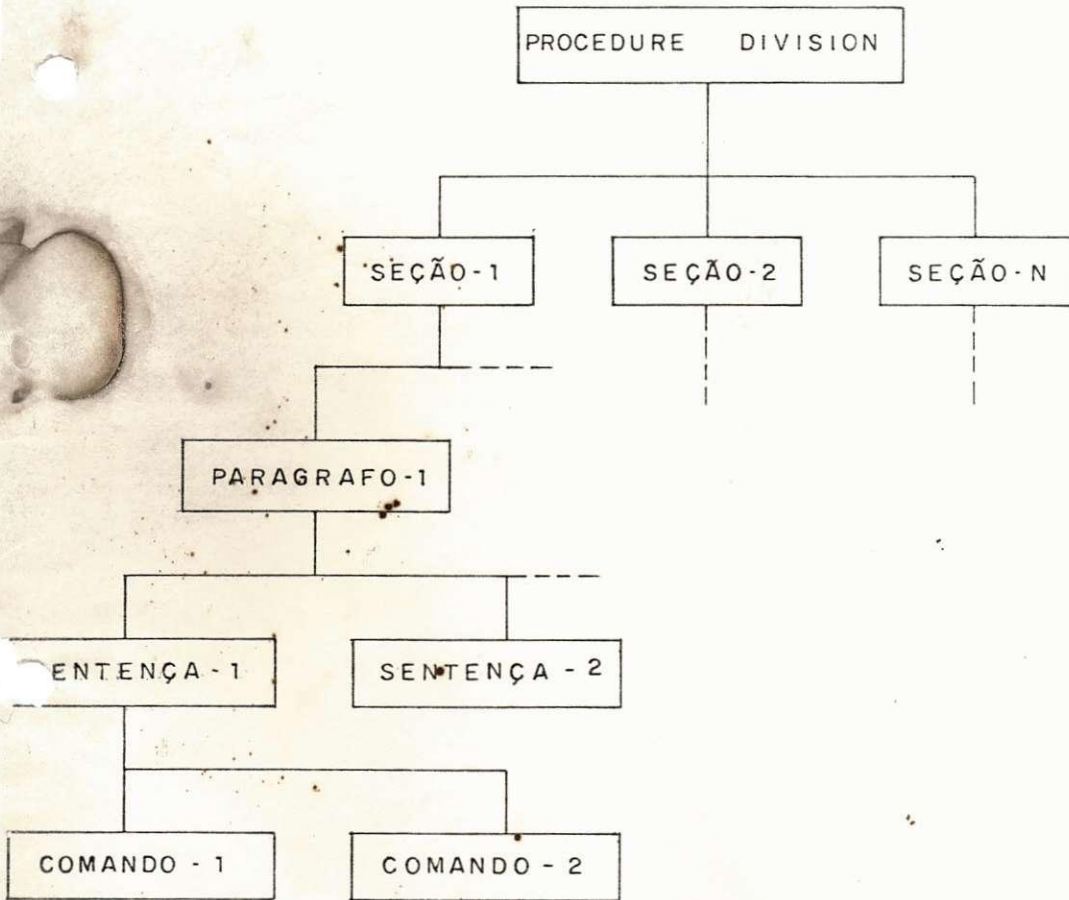 PROCEDURE DIVISION
SEÇÃO-1 SEÇÃO-2 SEÇÃO-N
PARAGRAFO-1
ENTENÇA-1 SENTENÇA-2
COMANDO-1 COMANDO-2